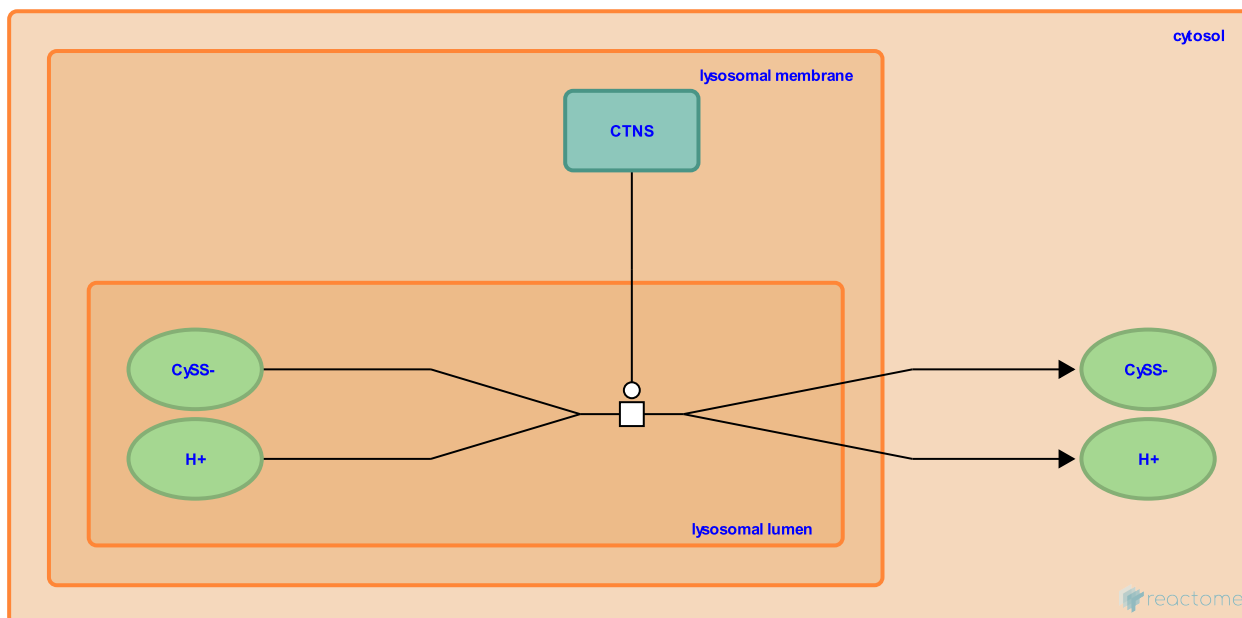 cytosol
lysosomal membrane
CTNS
CySS-
CySS-
H+
H+
lysosomal lumen
reactome